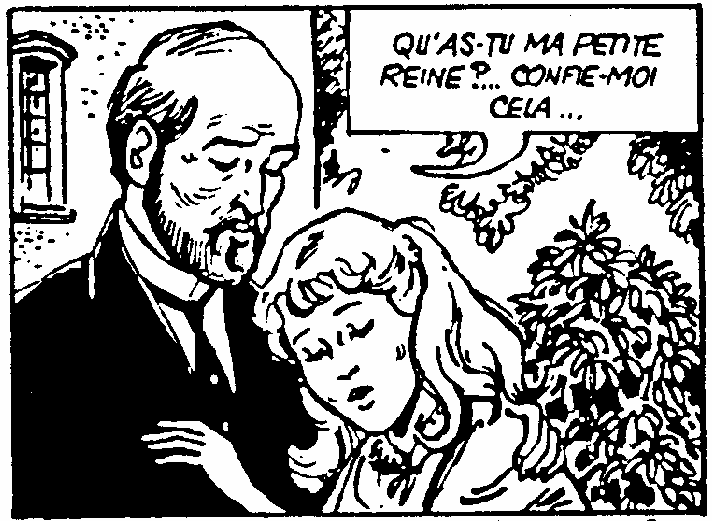 QU'AS-TU MA PETITE
REINE?... CONFIE-MOI
CELA...